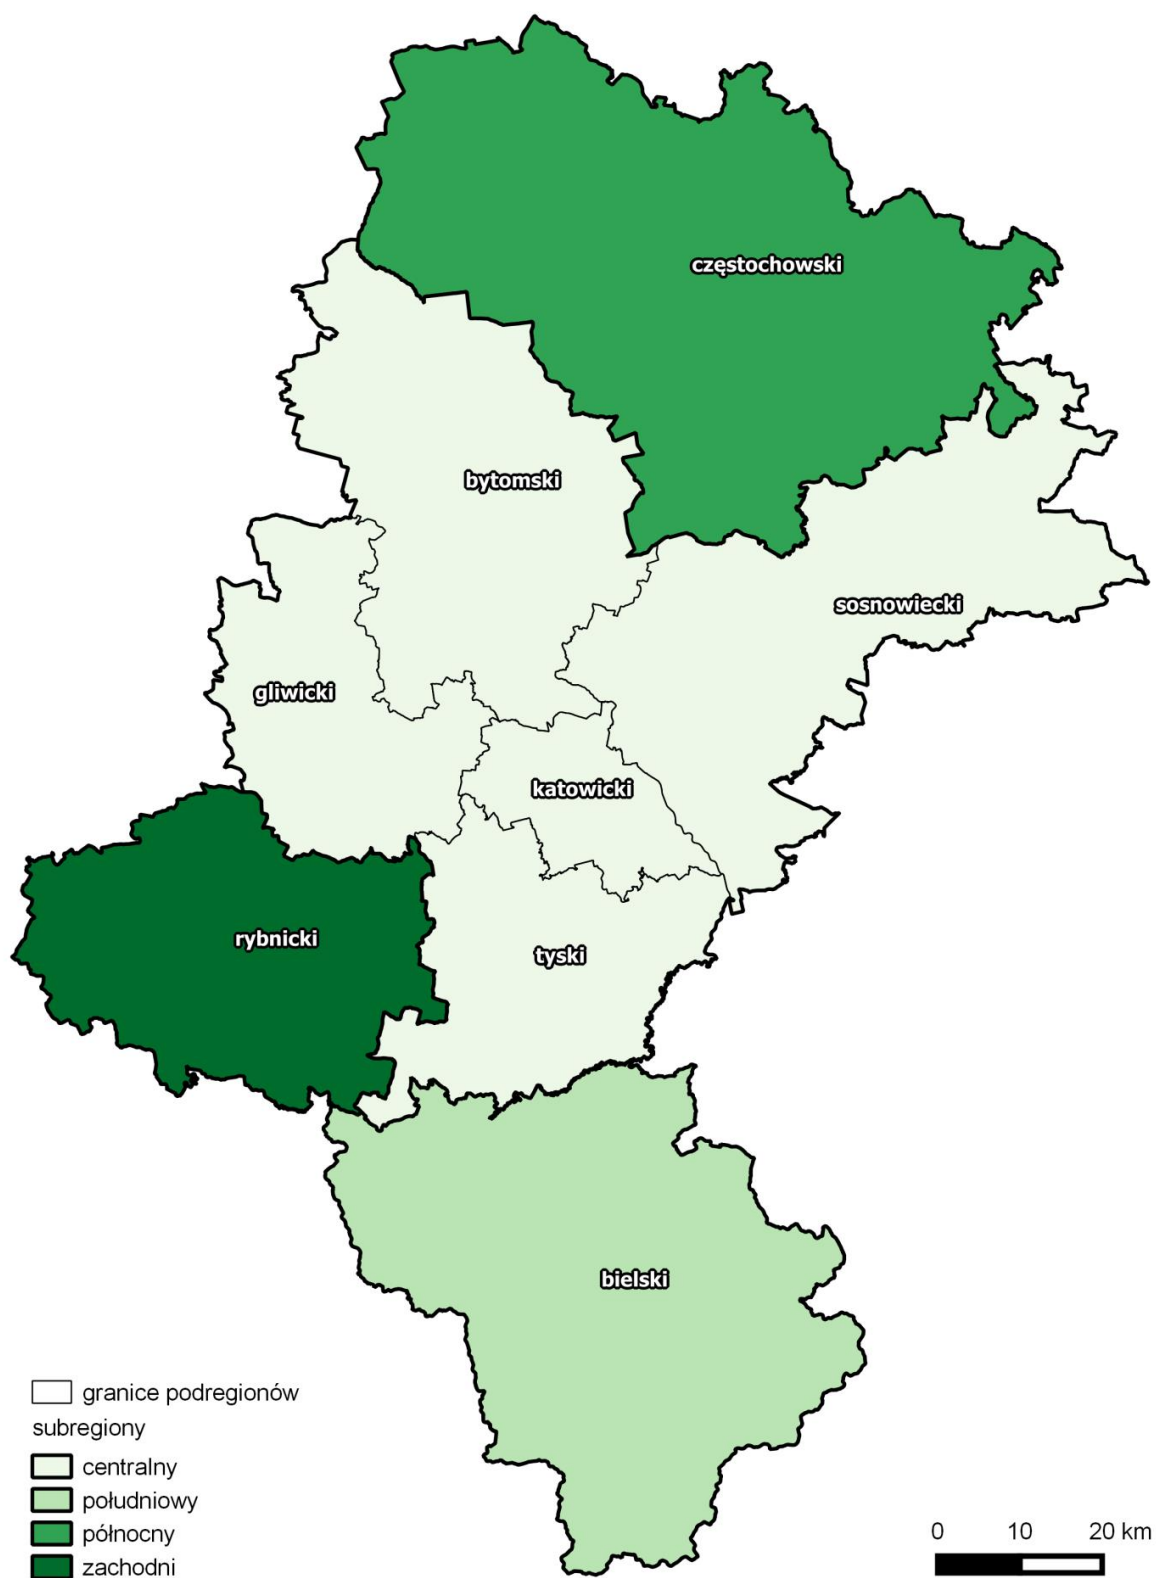 częstochowski
bytomski
sosnowiecki
gliwicki
katowicki
rybnicki
tyski
bielski
granice podregionów
subregiony
centralny
południowy
północny
zachodni
0 10 20 km